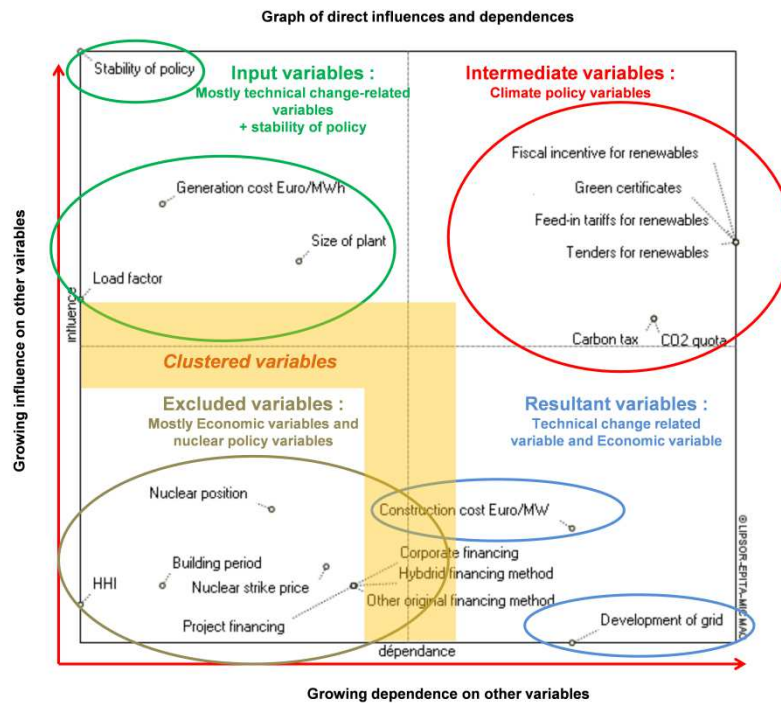 Graph of direct influences and dependences
Stability of policy
Input variables :
Mostly technical change-related
variables
+ stability of policy
Intermediate variables :
Climate policy variables
Fiscal incentive for renewables
Green certificates
Feed-in tariffs for renewables
Tenders for renewables
Generation cost Euro/MWh
Size of plant
Load factor
Carbon tax
CO2 quota
influence
Growing influence on other vairables
Clustered variables
Excluded variables :
Mostly Economic variables and
nuclear policy variables
Resultant variables :
Technical change related
variable and Economic variable
Nuclear position
Construction cost Euro/MW
Building period
Nuclear strike price
HHI
Project financing
Corporate financing
Hybdrid financing method
Other original financing method
Development of grid
© LIPSOR-EPITA-MICMAC
dépendance
Growing dependence on other variables